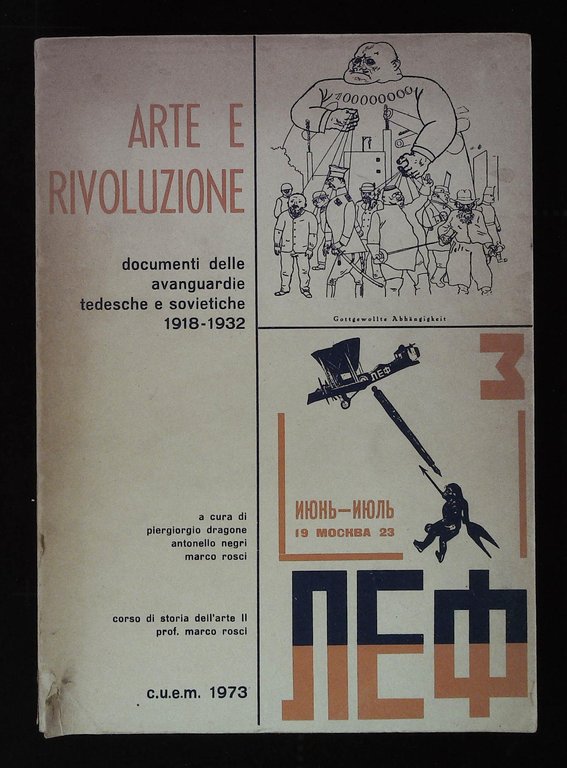 ARTE E
RIVOLUZIONE
documenti delle
avanguardie
tedesche e sovietiche
1918-1932
a cura di
piergiorgio dragone
antonello negri
marco rosci
corso di storia dell'arte II
prof. marco rosci
c.u.e.m. 1973
Gottgewollte Abhängigkeit
3
ЛЕФ
ИЮНЬ—ИЮЛЬ
19 МОСКВА 23
ЛЕФ